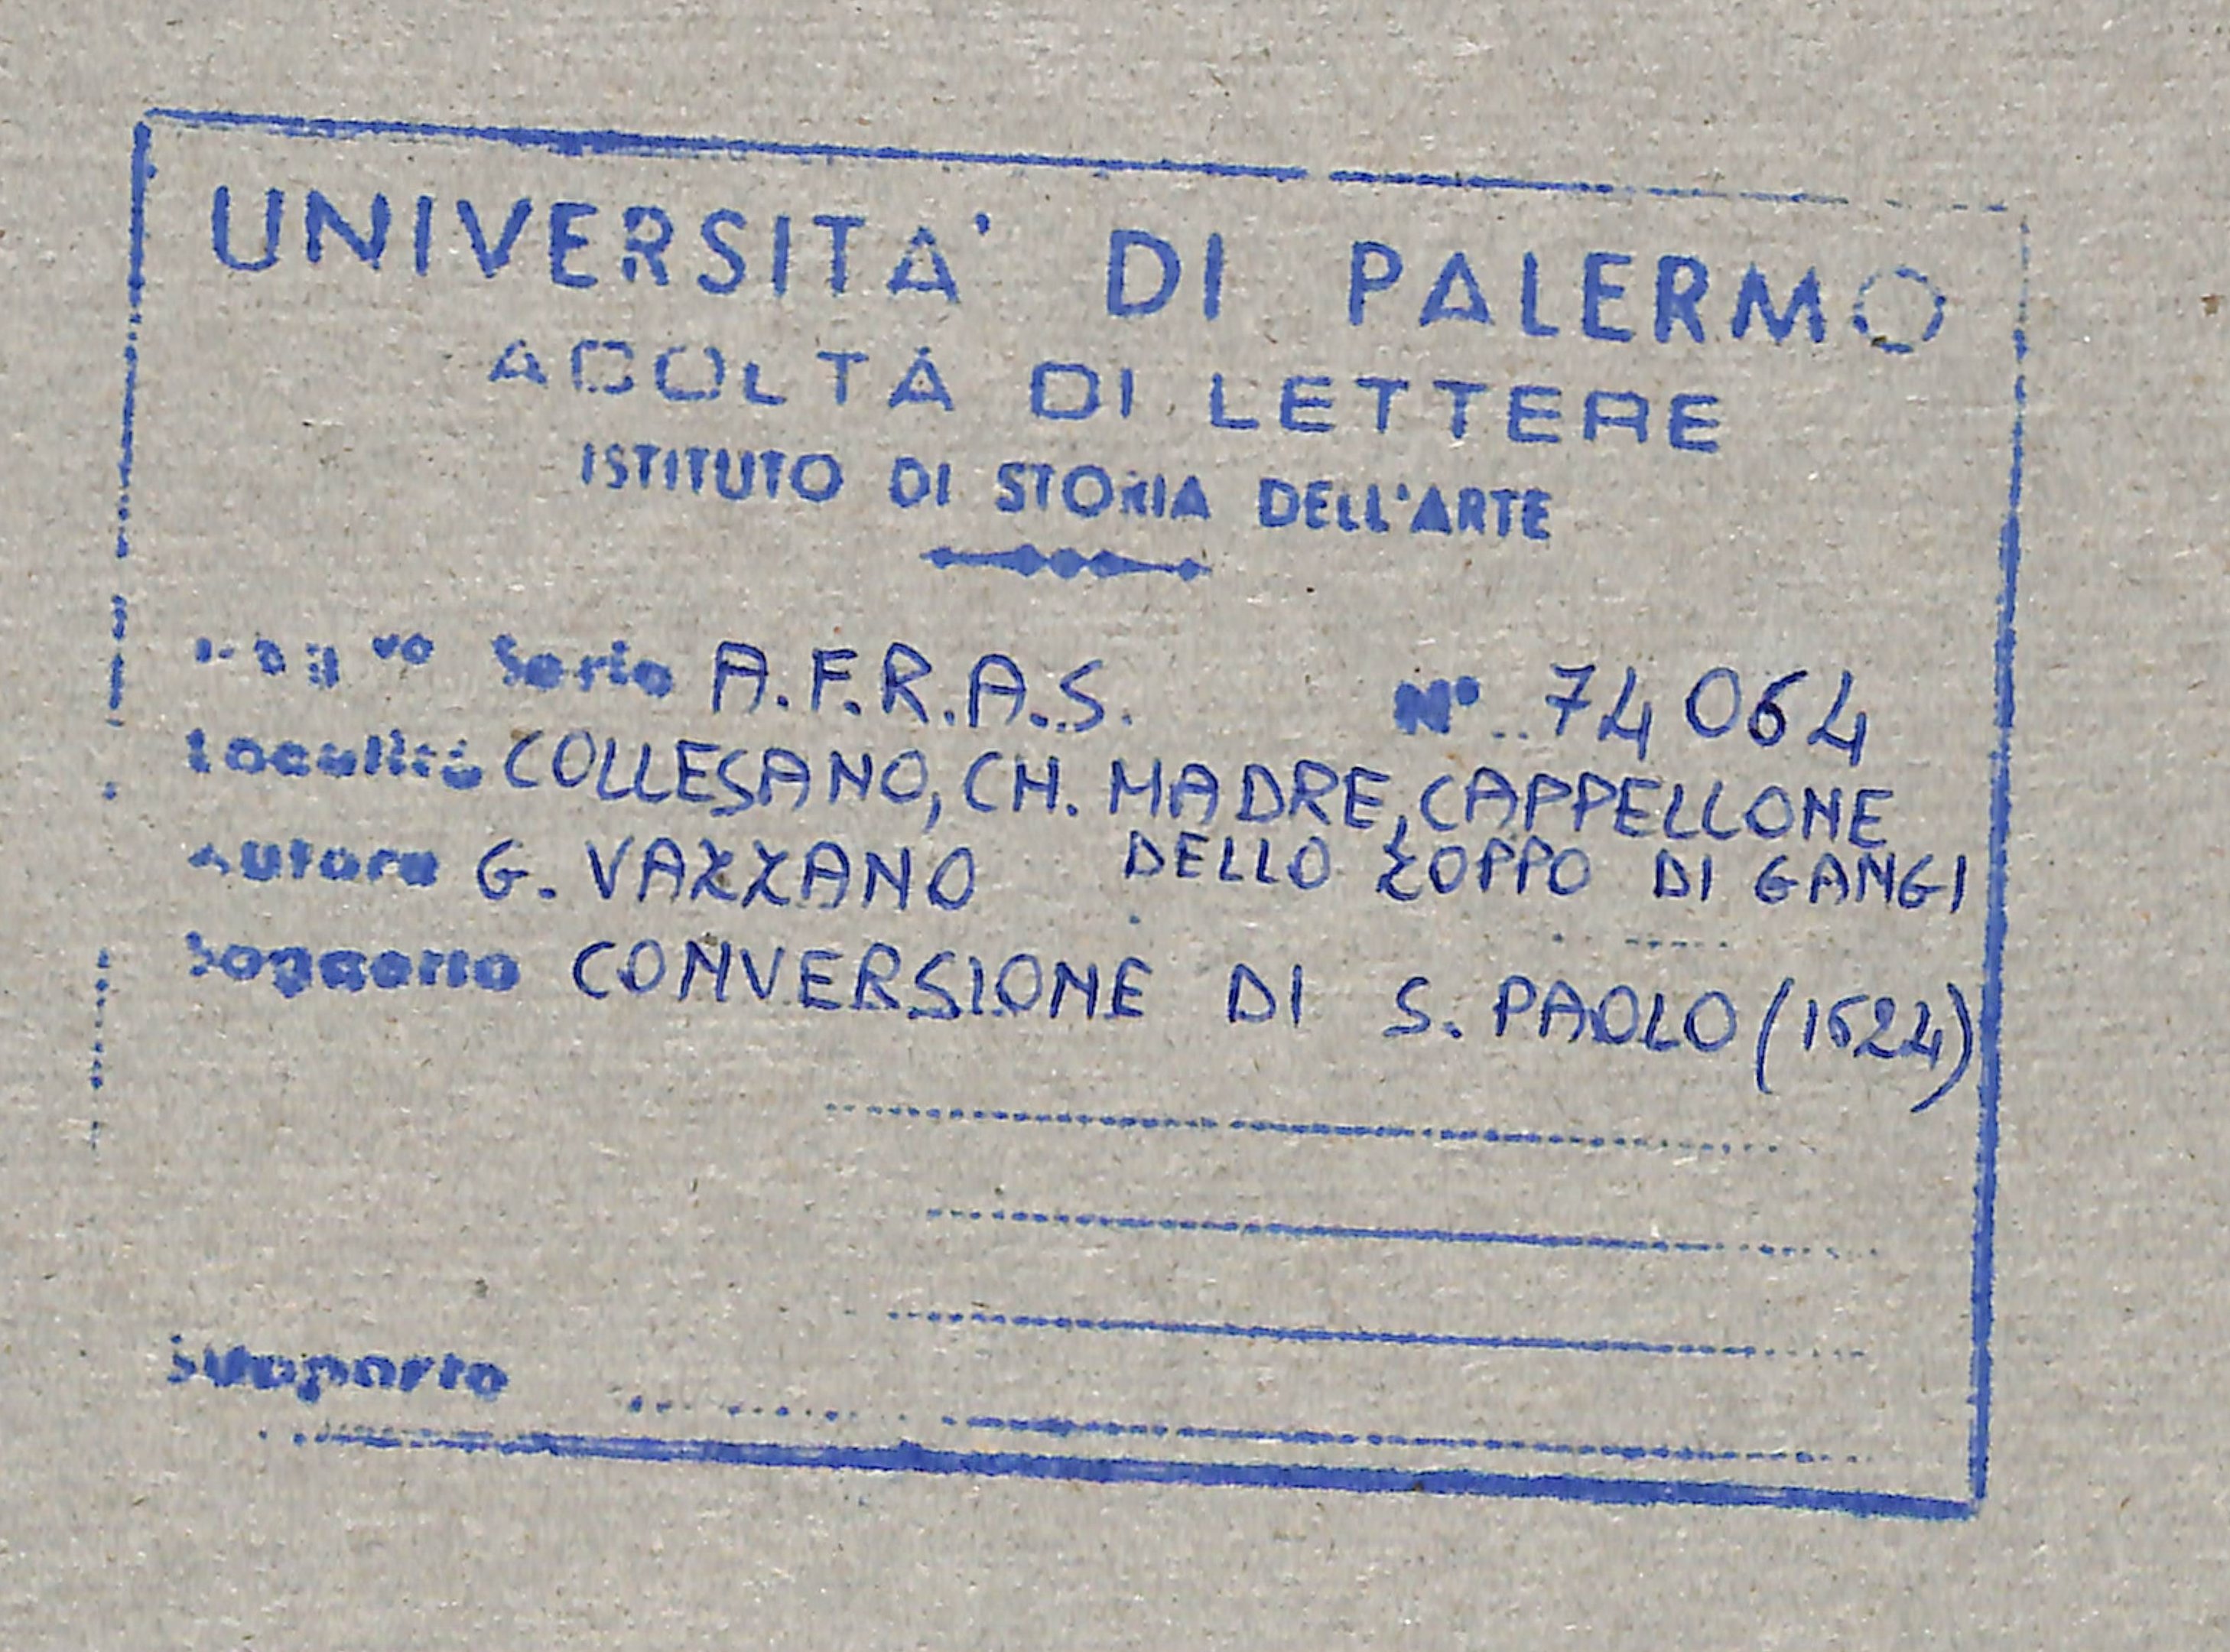 UNIVERSITA' DI PALERMO
ACOLTÀ DI LETTERE
ISTITUTO DI STORIA DELL'ARTE
Serie A.F.R.A.S. N° 74064
Località COLLESANO, CH. MADRE, CAPPELLONE
DELLO ZOPPO DI GANGI
Autore G. VAZZANO
Soggetto CONVERSIONE DI S. PAOLO (1624)
Supporto